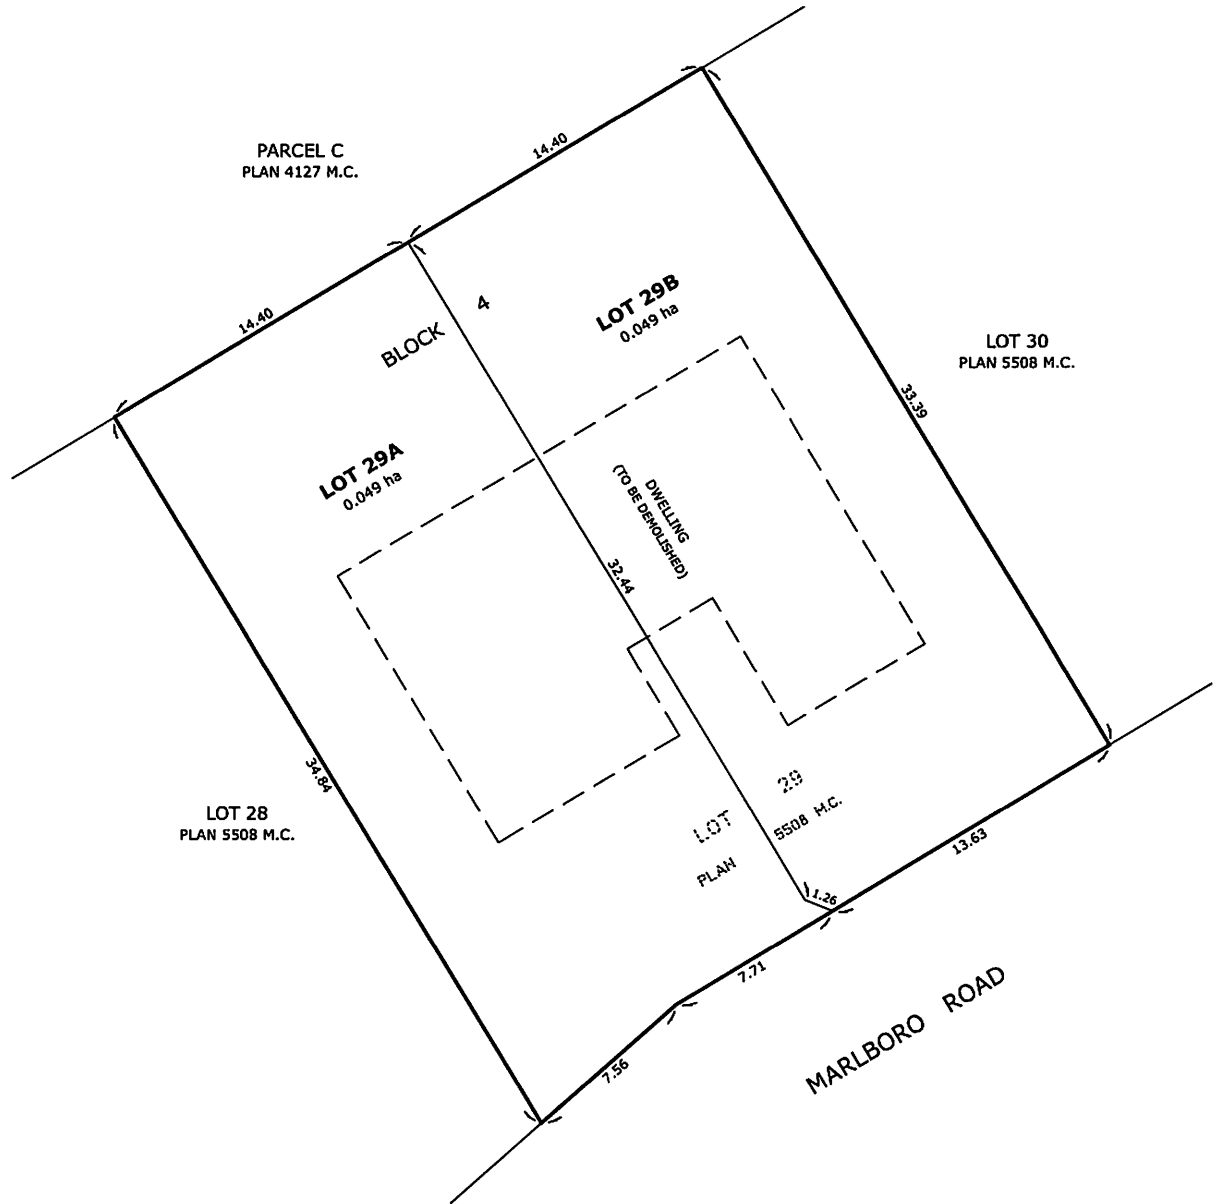 PARCEL C
PLAN 4127 M.C.
14.40
14.40
BLOCK 4
LOT 29B
0.049 ha
LOT 30
PLAN 5508 M.C.
33.39
LOT 29A
0.049 ha
DWELLING
(TO BE DEMOLISHED)
32.44
34.84
LOT 28
PLAN 5508 M.C.
LOT 29
PLAN 5508 M.C.
13.63
1.26
7.71
7.56
MARLBORO ROAD